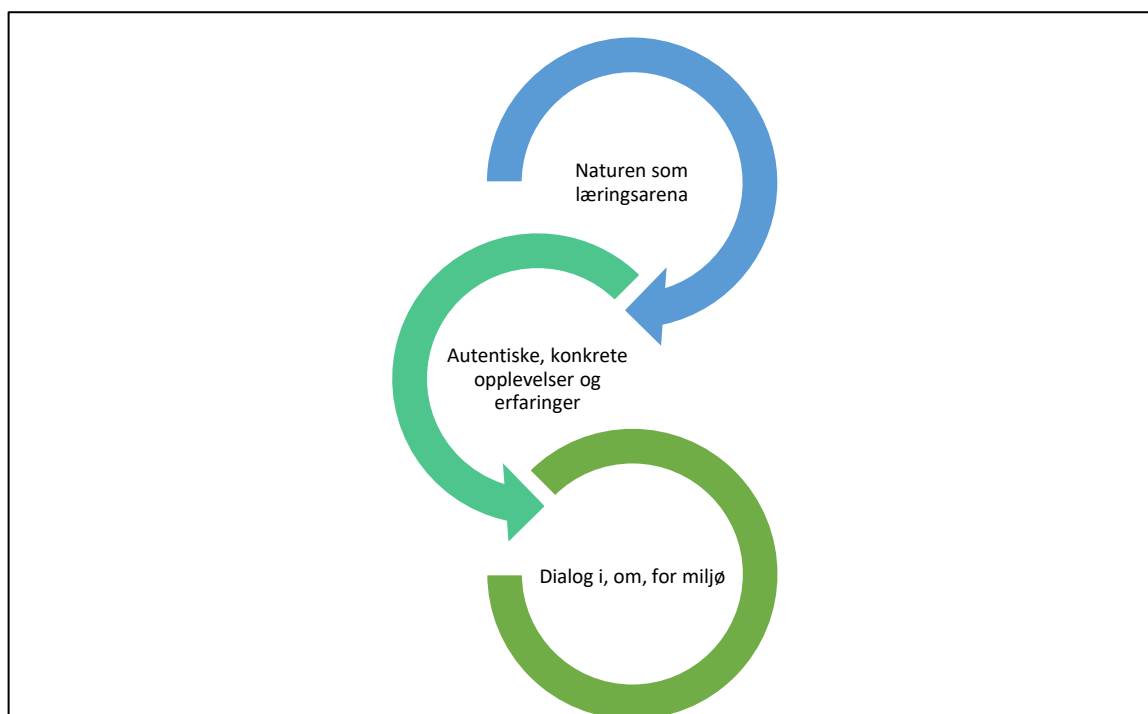 Naturen som
læringsarena
Autentiske, konkrete
opplevelser og
erfaringer
Dialog i, om, for miljø